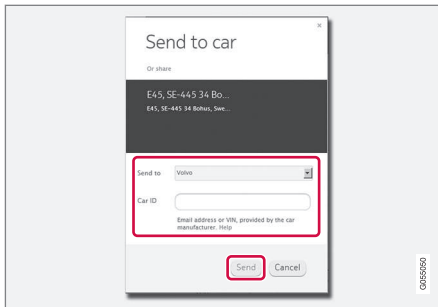 ×
Send to car
Or share
E45, SE-445 34 Bo...
E45, SE-445 34 Bohus, Swe...
Send to
Volvo
Car ID
Email address or VIN, provided by the car
manufacturer. Help
Send
Cancel
G055050